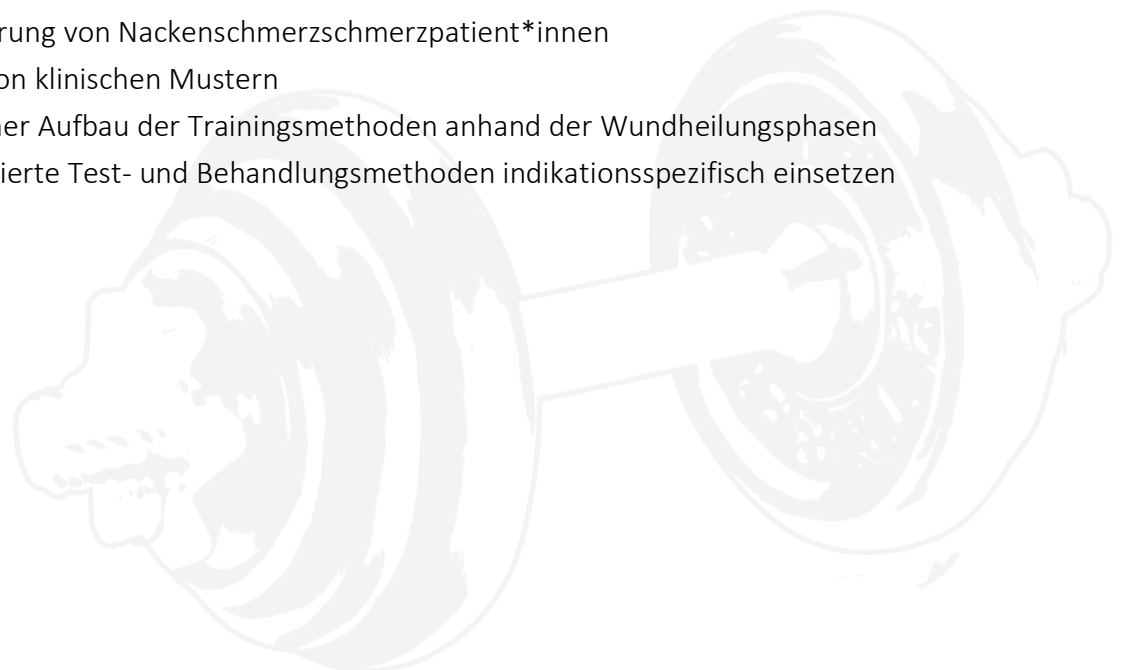 rung von Nackenschmerzschmerzpatient*innen
on klinischen Mustern
er Aufbau der Trainingsmethoden anhand der Wundheilungsphasen
ierte Test- und Behandlungsmethoden indikationsspezifisch einsetzen